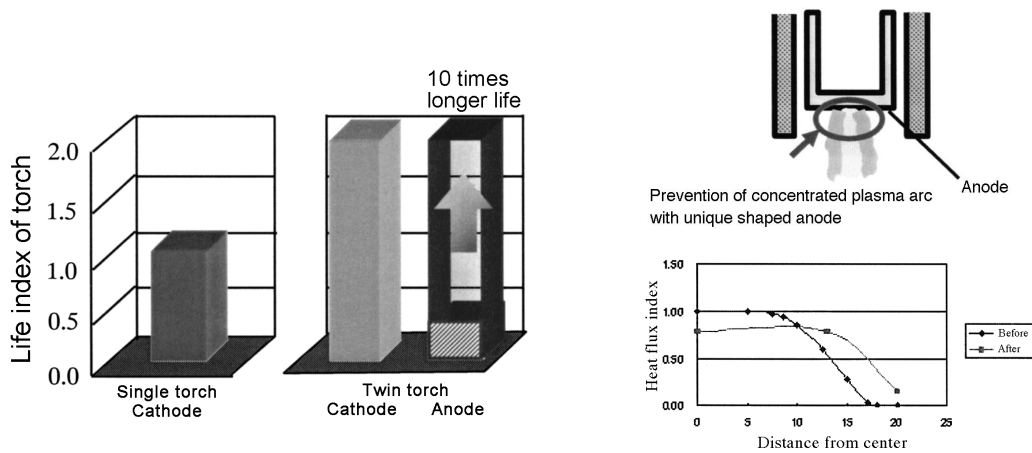 10 times
longer life
Life index of torch
2.0
1.5
1.0
0.5
0.0
Single torch
Cathode
Twin torch
Cathode Anode
Anode
Prevention of concentrated plasma arc
with unique shaped anode
Heat flux index
1.50
1.00
0.50
0.00
0 5 10 15 20 25
Distance from center
Before
After